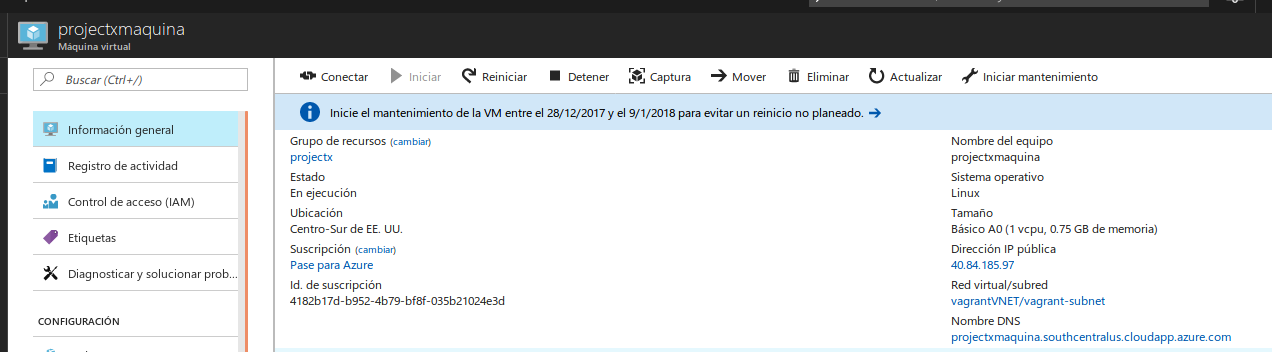 projectxmaquina
Máquina virtual
Buscar (Ctrl+/)
Información general
Registro de actividad
Control de acceso (IAM)
Etiquetas
Diagnosticar y solucionar prob...
CONFIGURACIÓN
Conectar Iniciar Reiniciar Detener Captura Mover Eliminar Actualizar Iniciar mantenimiento
Inicie el mantenimiento de la VM entre el 28/12/2017 y el 9/1/2018 para evitar un reinicio no planeado.
Grupo de recursos (cambiar)
projectx
Estado
En ejecución
Ubicación
Centro-Sur de EE. UU.
Suscripción (cambiar)
Pase para Azure
Id. de suscripción
4182b17d-b952-4b79-bf8f-035b21024e3d
Nombre del equipo
projectxmaquina
Sistema operativo
Linux
Tamaño
Básico A0 (1 vcpu, 0.75 GB de memoria)
Dirección IP pública
40.84.185.97
Red virtual/subred
vagrantVNET/vagrant-subnet
Nombre DNS
projectxmaquina.southcentralus.cloudapp.azure.com